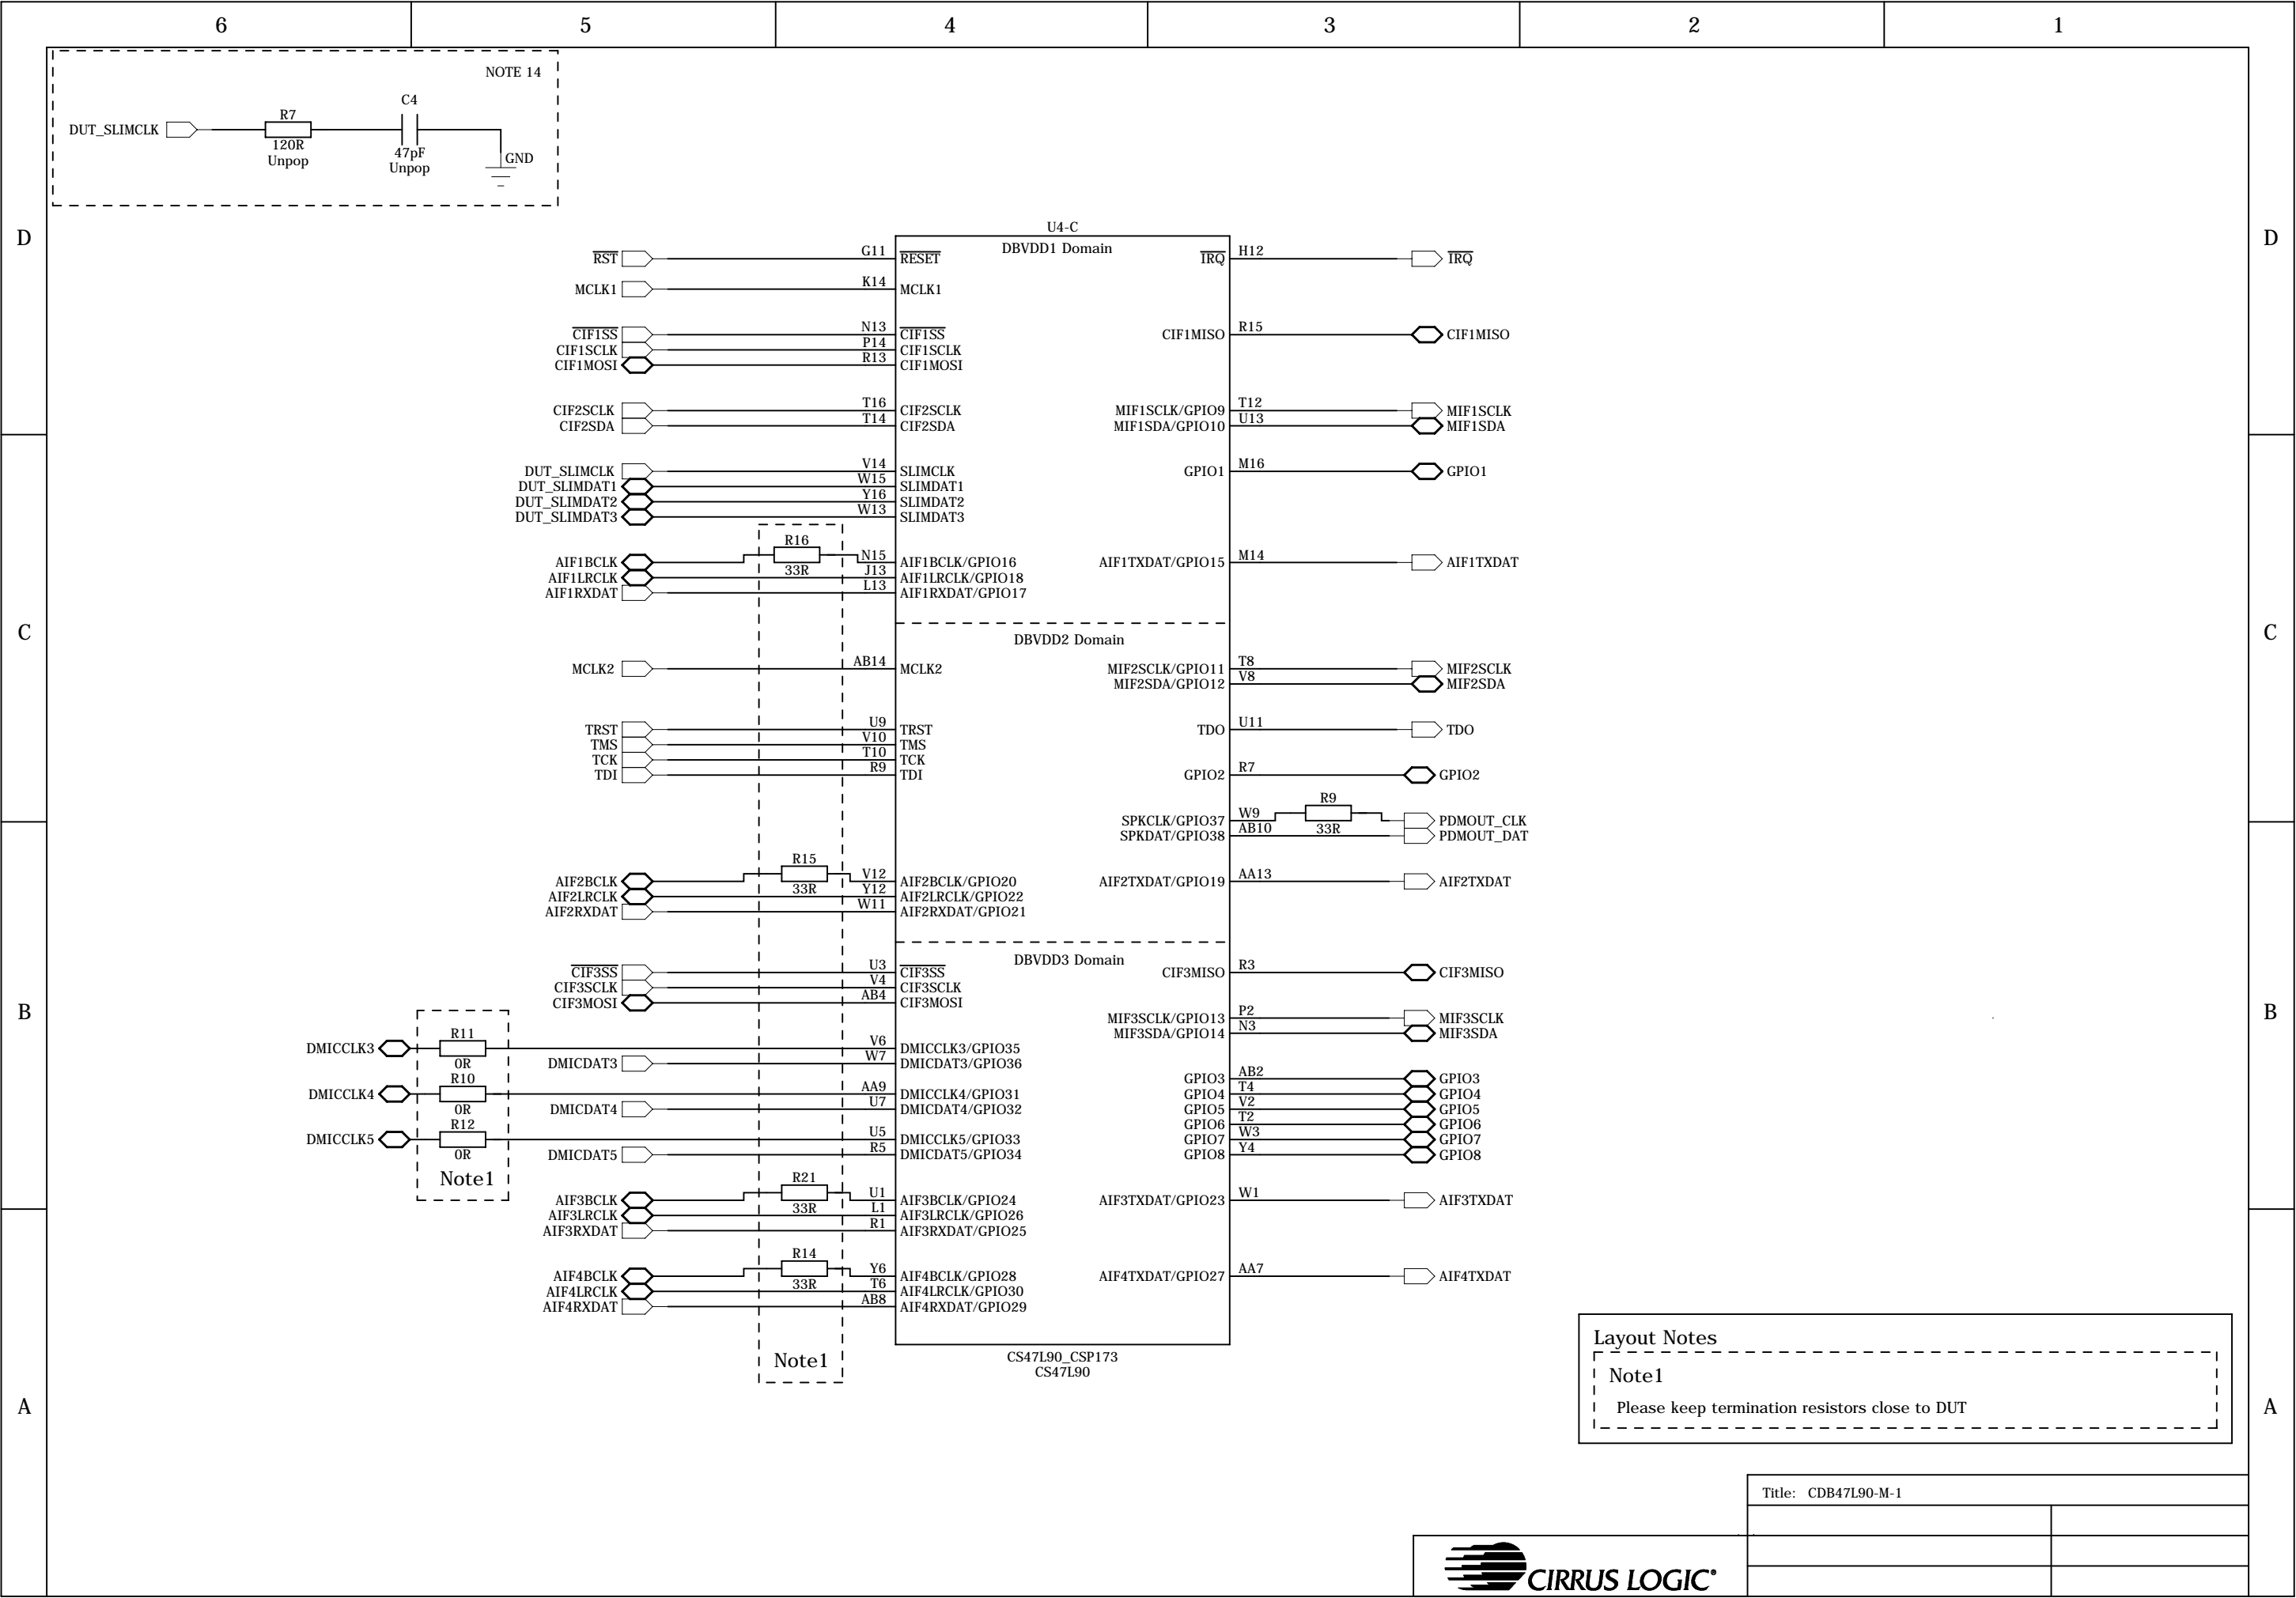 6 5 4 3 2 1
NOTE 14
C4
R7
DUT_SLIMCLK
120R
Unpop
47pF
Unpop
GND
D
D
U4-C
DBVDD1 Domain
RST G11 RESET
IRQ H12 IRQ
MCLK1 K14 MCLK1
CIF1SS N13 CIF1SS
CIF1MISO R15 CIF1MISO
CIF1SCLK P14 CIF1SCLK
CIF1MOSI R13 CIF1MOSI
CIF2SCLK T16 CIF2SCLK
MIF1SCLK/GPIO9 T12 MIF1SCLK
CIF2SDA T14 CIF2SDA
MIF1SDA/GPIO10 U13 MIF1SDA
DUT_SLIMCLK V14 SLIMCLK
GPIO1 M16 GPIO1
DUT_SLIMDAT1 W15 SLIMDAT1
DUT_SLIMDAT2 Y16 SLIMDAT2
DUT_SLIMDAT3 W13 SLIMDAT3
R16
33R
AIF1BCLK N15 AIF1BCLK/GPIO16
AIF1TXDAT/GPIO15 M14 AIF1TXDAT
AIF1LRCLK J13 AIF1LRCLK/GPIO18
AIF1RXDAT L13 AIF1RXDAT/GPIO17
C
C
DBVDD2 Domain
MCLK2 AB14 MCLK2
MIF2SCLK/GPIO11 T8 MIF2SCLK
MIF2SDA/GPIO12 V8 MIF2SDA
TRST U9 TRST
TDO U11 TDO
TMS V10 TMS
TCK T10 TCK
TDI R9 TDI
GPIO2 R7 GPIO2
R9
33R
SPKCLK/GPIO37 W9 PDMOUT_CLK
SPKDAT/GPIO38 AB10 PDMOUT_DAT
R15
33R
AIF2BCLK V12 AIF2BCLK/GPIO20
AIF2TXDAT/GPIO19 AA13 AIF2TXDAT
AIF2LRCLK Y12 AIF2LRCLK/GPIO22
AIF2RXDAT W11 AIF2RXDAT/GPIO21
DBVDD3 Domain
CIF3SS U3 CIF3SS
CIF3MISO R3 CIF3MISO
CIF3SCLK V4 CIF3SCLK
CIF3MOSI AB4 CIF3MOSI
B
B
MIF3SCLK/GPIO13 P2 MIF3SCLK
MIF3SDA/GPIO14 N3 MIF3SDA
R11
0R
DMICCLK3 V6 DMICCLK3/GPIO35
DMICDAT3 W7 DMICDAT3/GPIO36
R10
0R
DMICCLK4 AA9 DMICCLK4/GPIO31
DMICDAT4 U7 DMICDAT4/GPIO32
R12
0R
DMICCLK5 U5 DMICCLK5/GPIO33
DMICDAT5 R5 DMICDAT5/GPIO34
Note1
GPIO3 AB2 GPIO3
GPIO4 T4 GPIO4
GPIO5 V2 GPIO5
GPIO6 T2 GPIO6
GPIO7 W3 GPIO7
GPIO8 Y4 GPIO8
R21
33R
AIF3BCLK U1 AIF3BCLK/GPIO24
AIF3TXDAT/GPIO23 W1 AIF3TXDAT
AIF3LRCLK L1 AIF3LRCLK/GPIO26
AIF3RXDAT R1 AIF3RXDAT/GPIO25
R14
33R
AIF4BCLK Y6 AIF4BCLK/GPIO28
AIF4TXDAT/GPIO27 AA7 AIF4TXDAT
AIF4LRCLK T6 AIF4LRCLK/GPIO30
AIF4RXDAT AB8 AIF4RXDAT/GPIO29
Note1
CS47L90_CSP173
CS47L90
A
A
Layout Notes
Note1
Please keep termination resistors close to DUT
Title: CDB47L90-M-1
CIRRUS LOGIC®